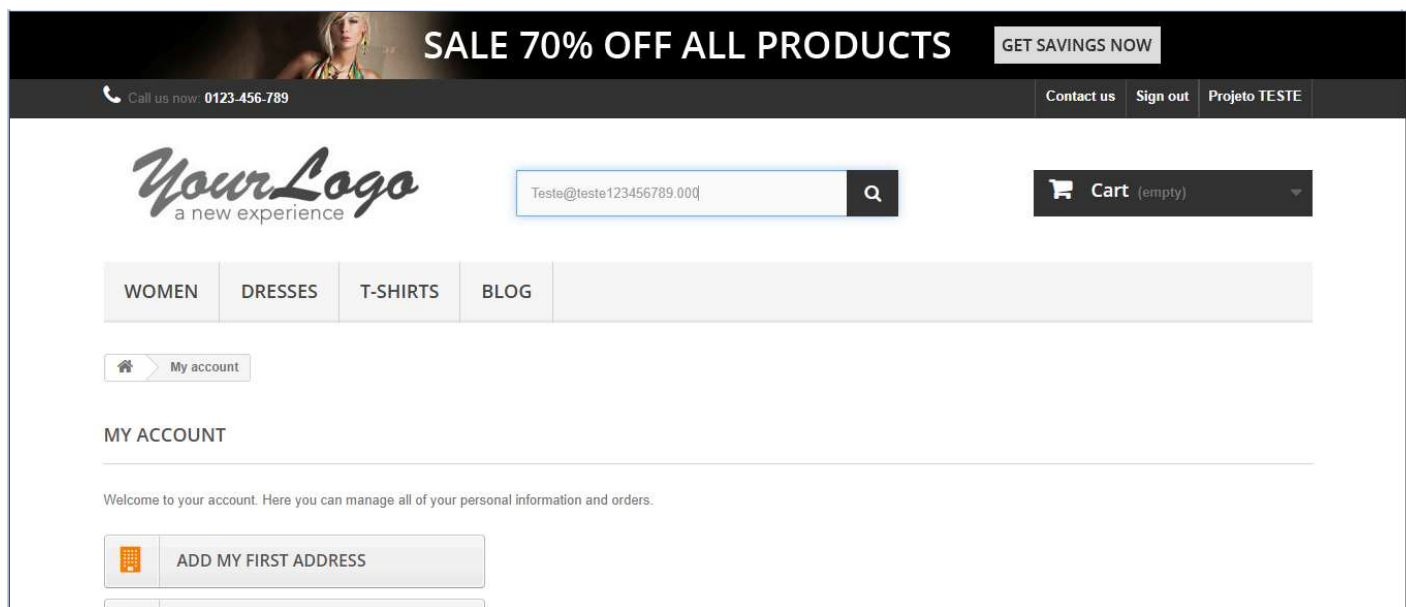 SALE 70% OFF ALL PRODUCTS GET SAVINGS NOW
Call us now: 0123-456-789 Contact us Sign out Projeto TESTE
Your Logo
a new experience
Teste@teste123456789.000
Cart (empty)
WOMEN DRESSES T-SHIRTS BLOG
My account
MY ACCOUNT
Welcome to your account. Here you can manage all of your personal information and orders.
ADD MY FIRST ADDRESS